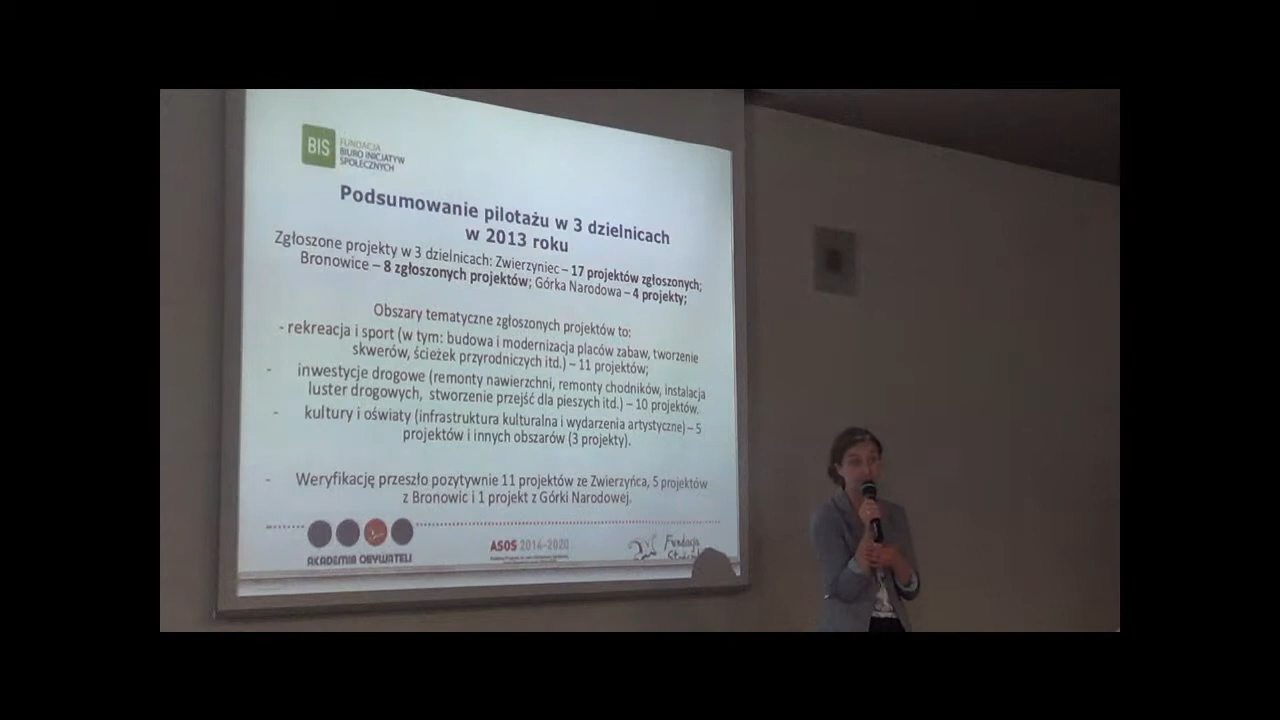 BIS
FUNDACJA
BIURO INICJATYW
SPOŁECZNYCH
Podsumowanie pilotażu w 3 dzielnicach
w 2013 roku
Zgłoszone projekty w 3 dzielnicach: Zwierzyniec – 17 projektów zgłoszonych;
Bronowice – 8 zgłoszonych projektów; Górka Narodowa – 4 projekty;
Obszary tematyczne zgłoszonych projektów to:
- rekreacja i sport (w tym: budowa i modernizacja placów zabaw, tworzenie
skwerów, ścieżek przyrodniczych itd.) – 11 projektów;
- inwestycje drogowe (remonty nawierzchni, remonty chodników, instalacja
luster drogowych, stworzenie przejść dla pieszych itd.) – 10 projektów.
- kultury i oświaty (infrastruktura kulturalna i wydarzenia artystyczne) – 5
projektów i innych obszarów (3 projekty).
- Weryfikację przeszło pozytywnie 11 projektów ze Zwierzyńca, 5 projektów
z Bronowic i 1 projekt z Górki Narodowej.
AKADEMIA OBYWATELI
ASOS 2014–2020
Fundacja